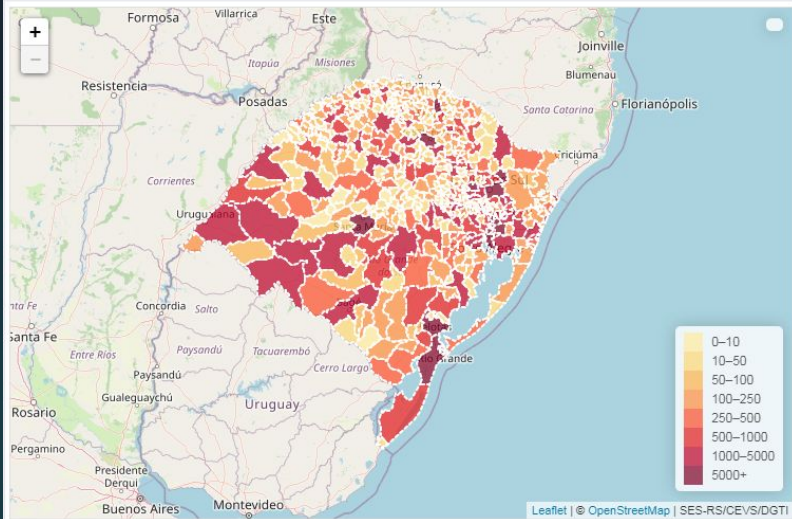 Formosa
Villarrica
Este
+
−
Itapúa
Misiones
Joinville
Resistencia
Posadas
Blumenau
Santa Catarina
Florianópolis
Criciúma
Corrientes
Uruguaiana
Santa Maria
Concordia
Salto
Santa Fe
Entre Ríos
Paysandú
Tacuarembó
Cerro Largo
Rio Grande
Paysandú
Gualeguaychú
Uruguay
Rosario
Pergamino
Presidente
Derqui
Buenos Aires
Montevideo
0–10
10–50
50–100
100–250
250–500
500–1000
1000–5000
5000+
Leaflet | © OpenStreetMap | SES-RS/CEVS/DGTI